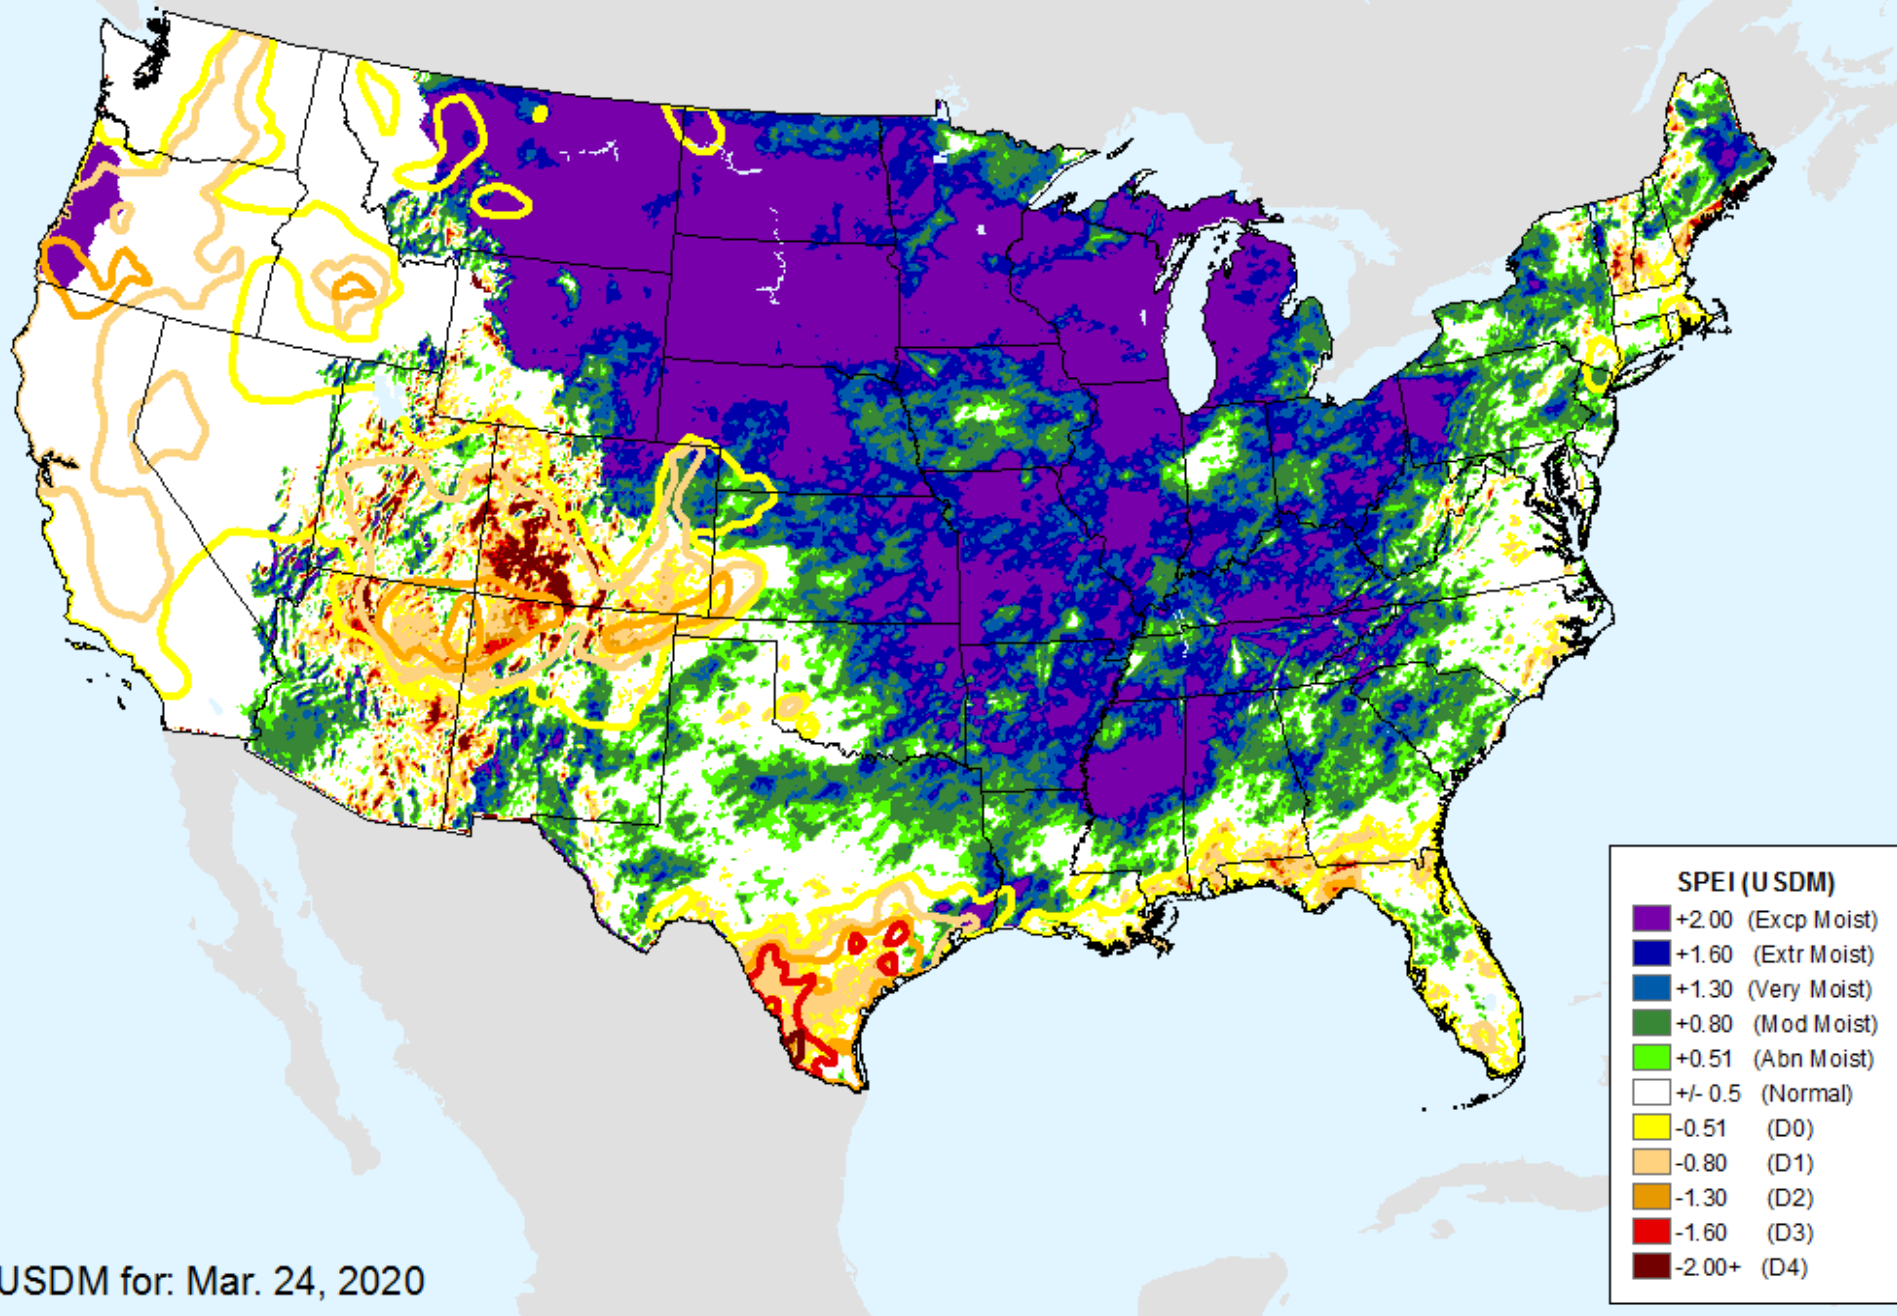 SPEI (USDM)
+2.00 (Excp Moist)
+1.60 (Extr Moist)
+1.30 (Very Moist)
+0.80 (Mod Moist)
+0.51 (Abn Moist)
+/- 0.5 (Normal)
-0.51 (D0)
-0.80 (D1)
-1.30 (D2)
-1.60 (D3)
-2.00+ (D4)
USDM for: Mar. 24, 2020